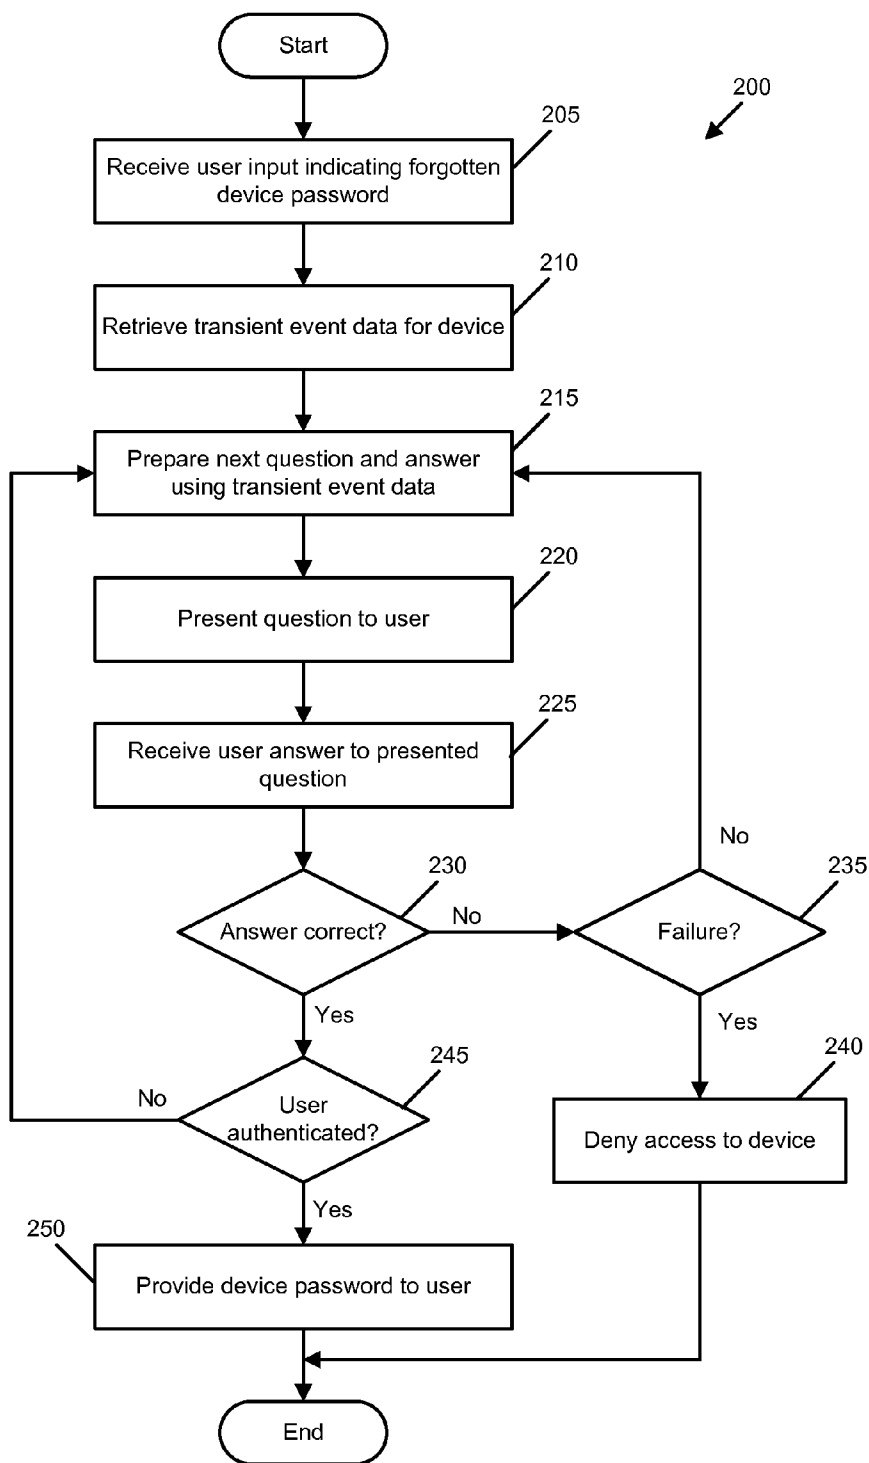 Start
200
205
Receive user input indicating forgotten
device password
210
Retrieve transient event data for device
215
Prepare next question and answer
using transient event data
220
Present question to user
225
Receive user answer to presented
question
No
230
235
Answer correct?
No
Failure?
Yes
Yes
240
245
No
User
authenticated?
Deny access to device
Yes
250
Provide device password to user
End